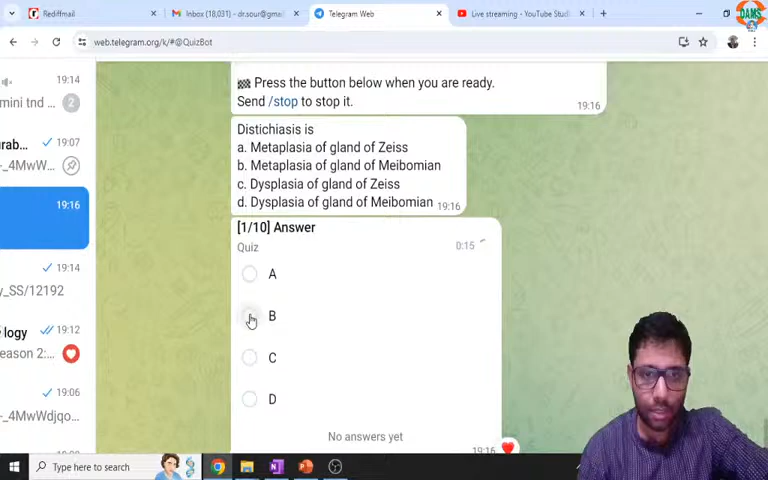 Rediffmail
Inbox (18,031) - dr.sour@gmai
Telegram Web
Live streaming - YouTube Studi
web.telegram.org/k/#@QuizBot
DAMS
19:14
mini tnd ...
2
Press the button below when you are ready.
Send /stop to stop it.
19:16
rab...
19:07
-_4MwW...
Distichiasis is
a. Metaplasia of gland of Zeiss
b. Metaplasia of gland of Meibomian
c. Dysplasia of gland of Zeiss
d. Dysplasia of gland of Meibomian
19:16
19:16
[1/10] Answer
Quiz
0:15
A
B
C
D
No answers yet
19:16
19:14
y_SS/12192
logy
19:12
eason 2:...
19:06
-_4MwWdjqo...
Type here to search